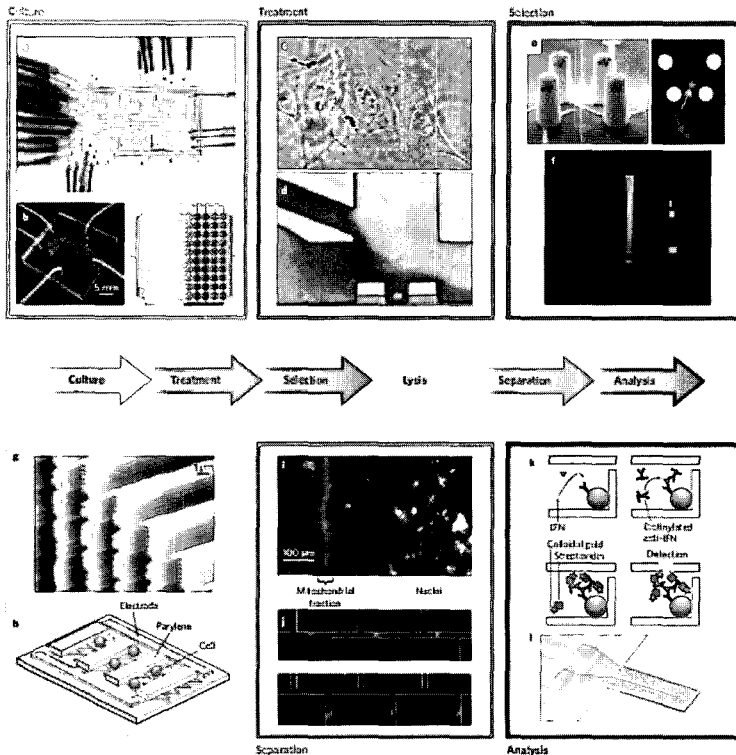 Culture
Treatment
Selection
c
e
d
f
b
5 mm
Culture
Treatment
Selection
Lysis
Separation
Analysis
g
i
k
100 µm
IFN
Biotinylated
anti-IFN
Colloidal gold
Streptavidin
Detection
Mitochondrial
fraction
Nuclei
Electrode
Parylene
Cell
h
j
l
Separation
Analysis